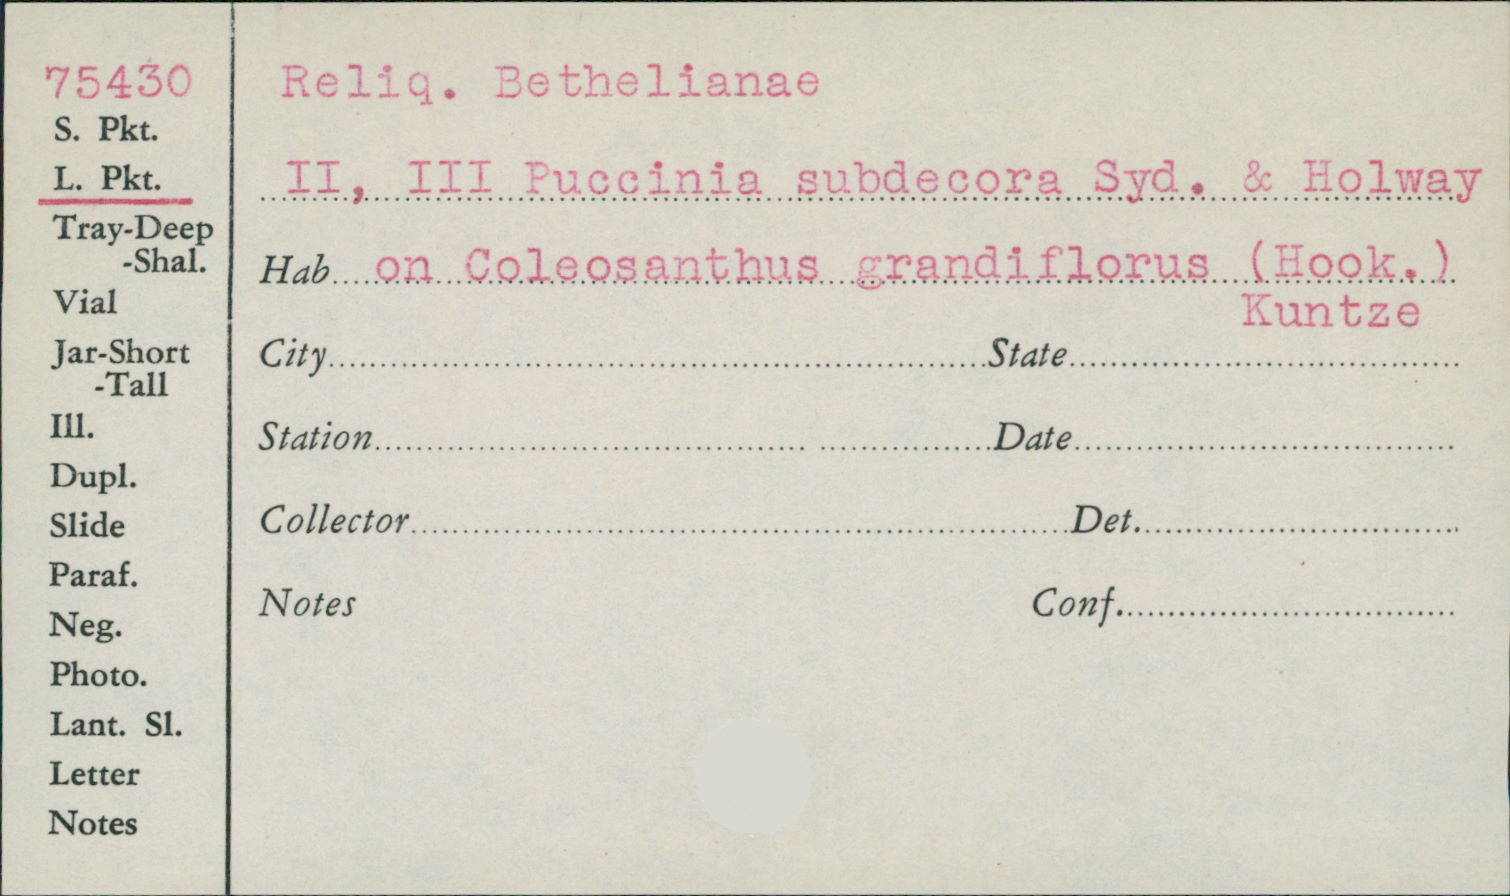 75430
S. Pkt.
L. Pkt.
Tray-Deep
-Shal.
Vial
Jar-Short
-Tall
Ill.
Dupl.
Slide
Paraf.
Neg.
Photo.
Lant. Sl.
Letter
Notes
Reliq. Bethelianae
II, III Puccinia subdecora Syd. & Holway
Hab on Coleosanthus grandiflorus (Hook.)
Kuntze
City State
Station Date
Collector Det.
Notes Conf.